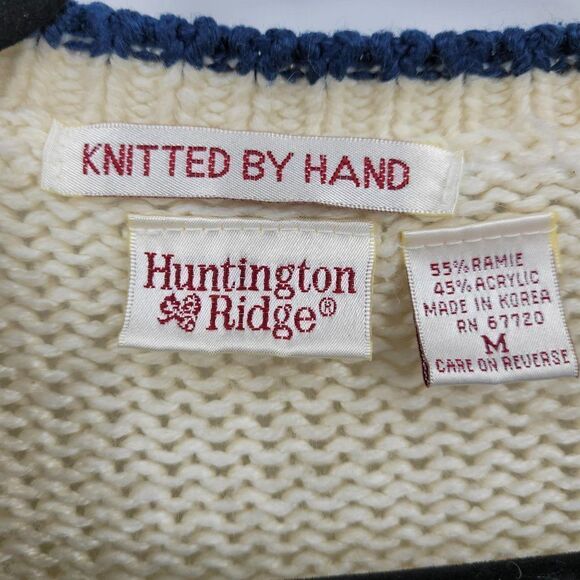 KNITTED BY HAND
Huntington
Ridge®
55% RAMIE
45% ACRYLIC
MADE IN KOREA
RN 67720
M
CARE ON REVERSE